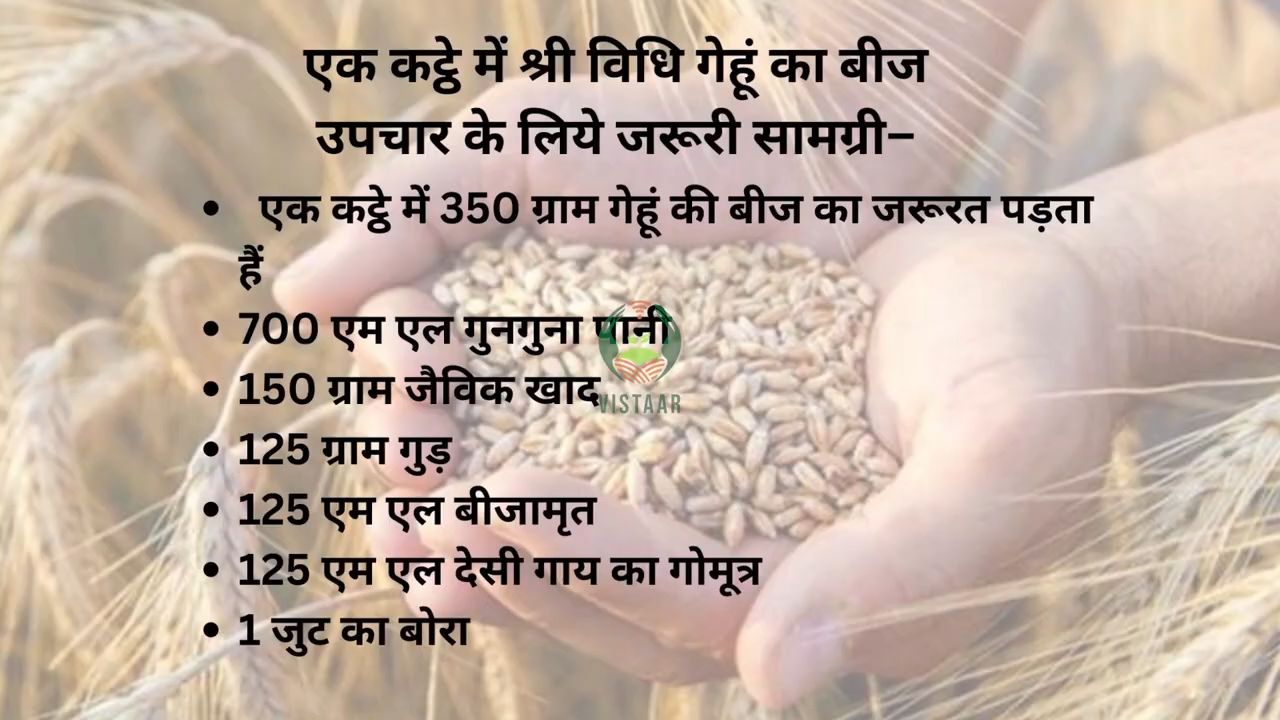 एक कट्ठे में श्री विधि गेहूं का बीज
उपचार के लिये जरूरी सामग्री–
• एक कट्ठे में 350 ग्राम गेहूं की बीज का जरूरत पड़ता
हैं
• 700 एम एल गुनगुना पानी
• 150 ग्राम जैविक खाद
VISTAAR
• 125 ग्राम गुड़
• 125 एम एल बीजामृत
• 125 एम एल देसी गाय का गोमूत्र
• 1 जुट का बोरा